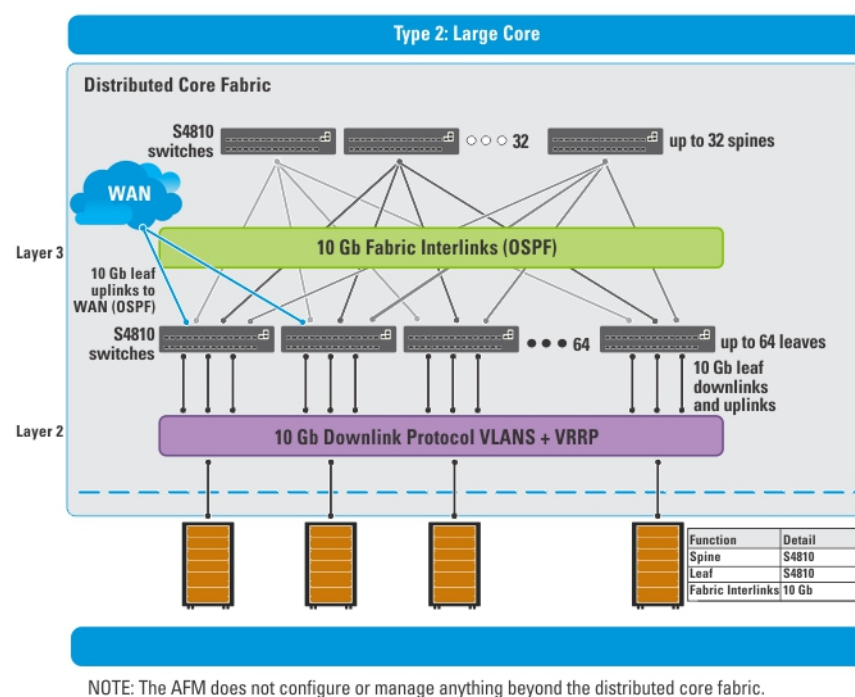 Type 2: Large Core
Distributed Core Fabric
S4810
switches
32
up to 32 spines
WAN
Layer 3
10 Gb Fabric Interlinks (OSPF)
10 Gb leaf
uplinks to
WAN (OSPF)
S4810
switches
64
up to 64 leaves
10 Gb leaf
downlinks
and uplinks
Layer 2
10 Gb Downlink Protocol VLANS + VRRP
Function Detail
Spine S4810
Leaf S4810
Fabric Interlinks 10 Gb
NOTE: The AFM does not configure or manage anything beyond the distributed core fabric.